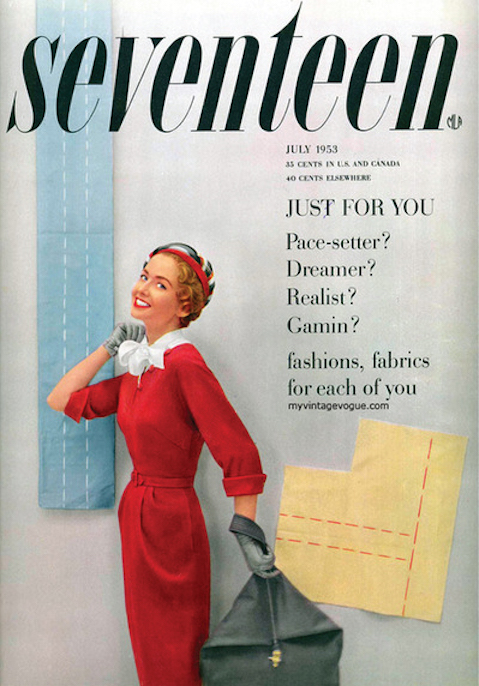 seventeen
MLA
JULY 1953
35 CENTS IN U.S. AND CANADA
40 CENTS ELSEWHERE
JUST FOR YOU
Pace-setter?
Dreamer?
Realist?
Gamin?
fashions, fabrics
for each of you
myvintagevogue.com